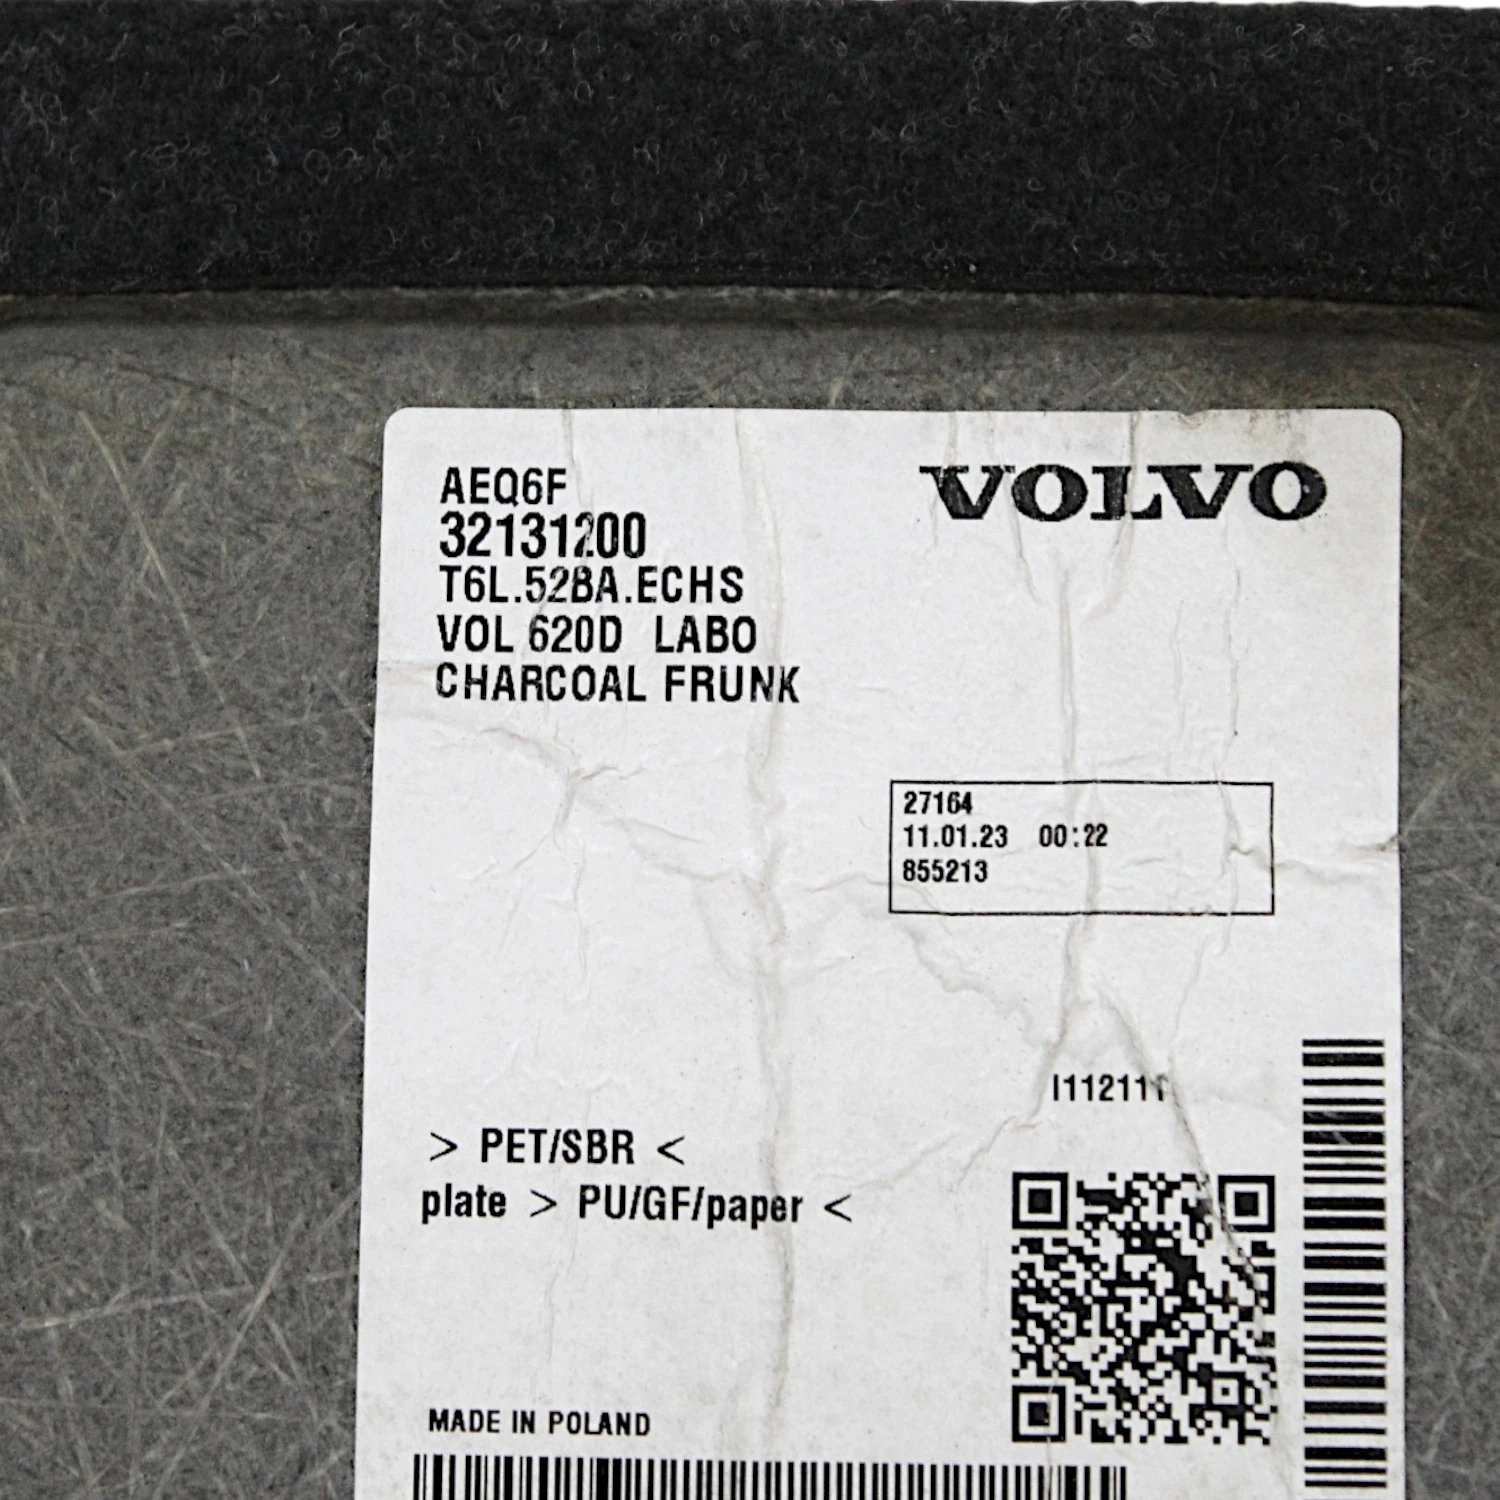 AEQ6F
VOLVO
32131200
T6L.52BA.ECHS
VOL 620D LABO
CHARCOAL FRUNK
27164
11.01.23 00:22
855213
I112111
> PET/SBR <
plate > PU/GF/paper <
MADE IN POLAND